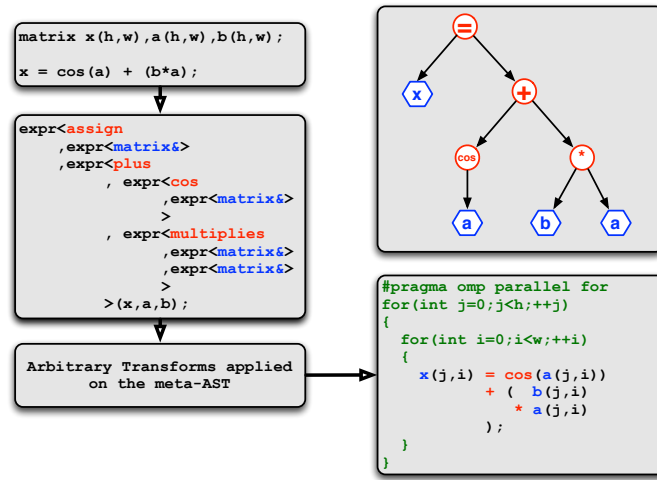 matrix x(h,w),a(h,w),b(h,w);
x = cos(a) + (b*a);
expr<assign
,expr<matrix&>
,expr<plus
, expr<cos
,expr<matrix&>
>
, expr<multiplies
,expr<matrix&>
,expr<matrix&>
>
>(x,a,b);
Arbitrary Transforms applied
on the meta-AST
=
x
+
cos
*
a
b
a
#pragma omp parallel for
for(int j=0;j<h;++j)
{
for(int i=0;i<w;++i)
{
x(j,i) = cos(a(j,i))
+ ( b(j,i)
* a(j,i)
);
}
}